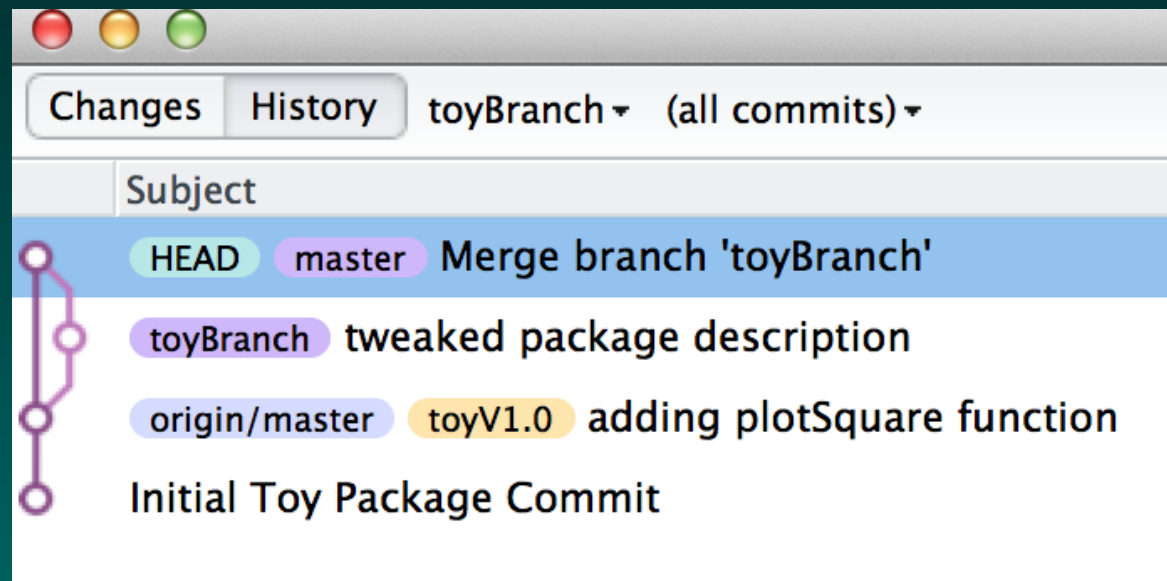 Changes History toyBranch (all commits)
Subject
HEAD master Merge branch 'toyBranch'
toyBranch tweaked package description
origin/master toyV1.0 adding plotSquare function
Initial Toy Package Commit